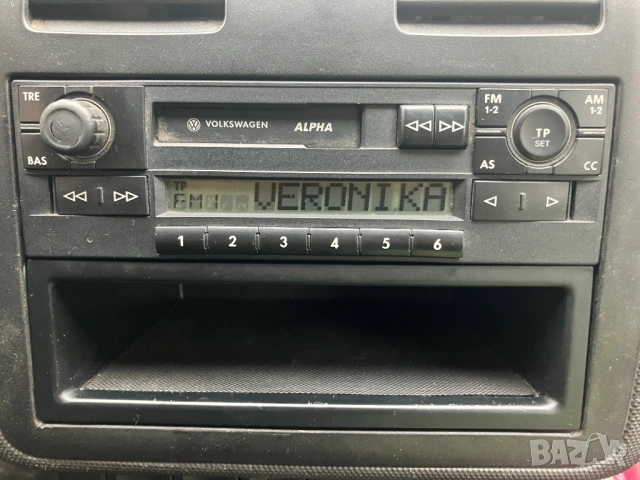 TRE
BAS
VOLKSWAGEN ALPHA
FM 1-2
AM 1-2
TP SET
AS
CC
TP
FM1 VERONIKA
1 2 3 4 5 6
BAZAR